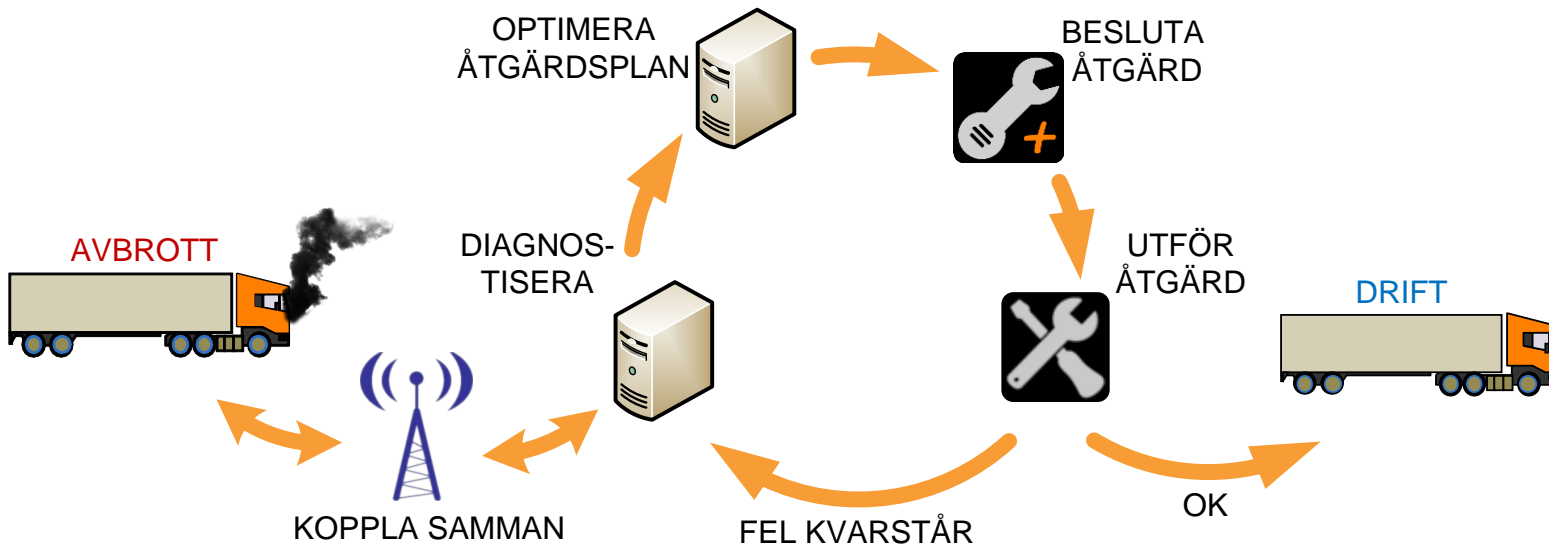 AVBROTT
KOPPLA SAMMAN
DIAGNOS-
TISERA
OPTIMERA
ÅTGÄRDSPLAN
BESLUTA
ÅTGÄRD
UTFÖR
ÅTGÄRD
FEL KVARSTÅR
OK
DRIFT